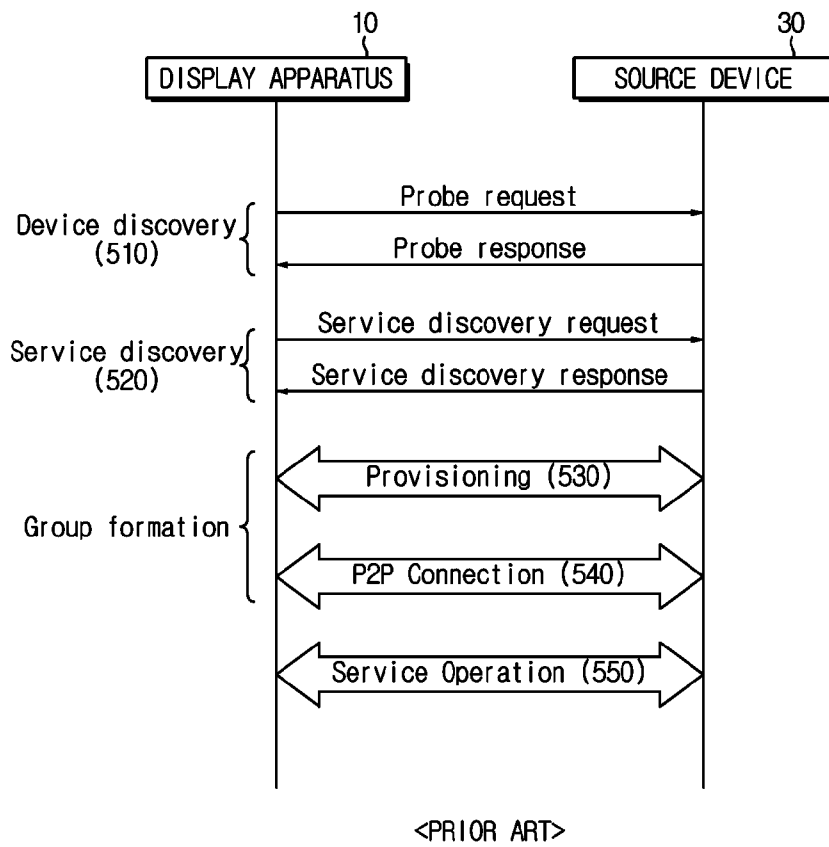 10
30
DISPLAY APPARATUS
SOURCE DEVICE
Probe request
Device discovery
(510)
Probe response
Service discovery request
Service discovery
(520)
Service discovery response
Provisioning (530)
Group formation
P2P Connection (540)
Service Operation (550)
<PRIOR ART>